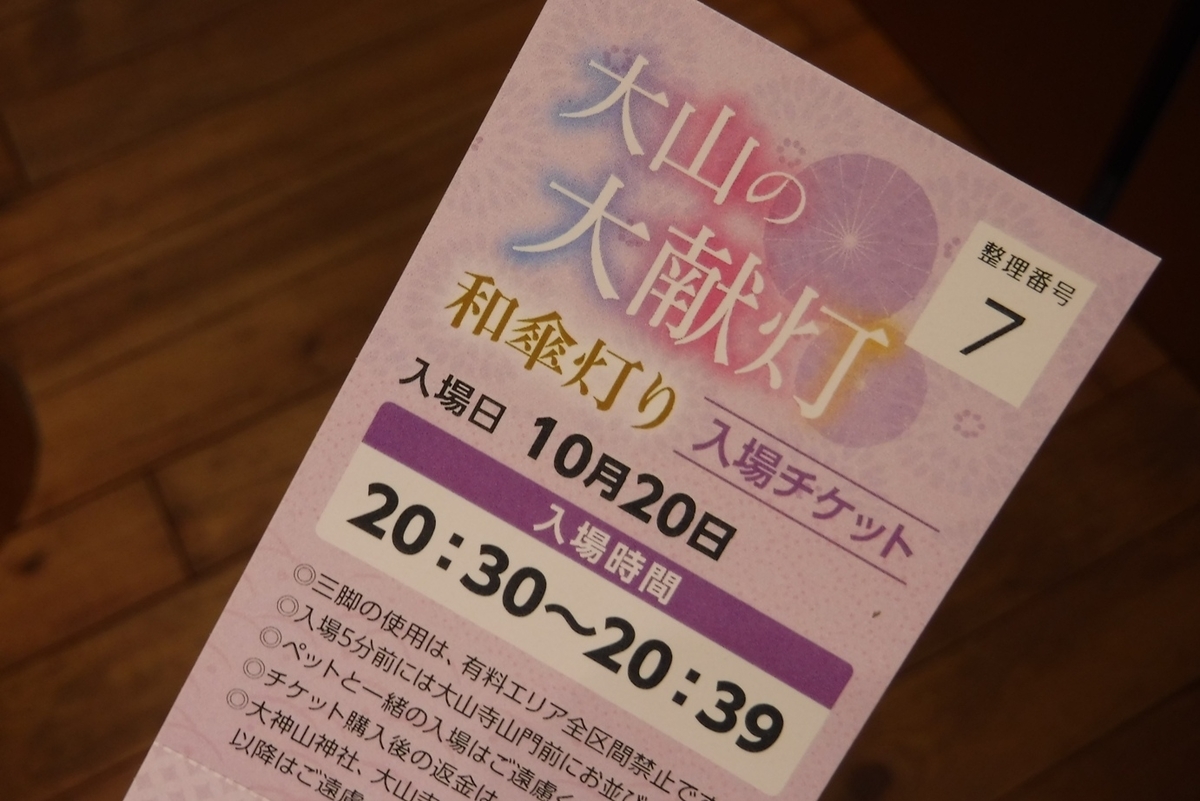 大山の
大献灯
和傘灯り
入場チケット
整理番号
7
入場日 10月20日
入場時間
20:30～20:39
◎三脚の使用は、有料エリア全区間禁止です
◎入場5分前には大山寺山門前にお並び
◎ペットと一緒の入場はご遠慮く
◎チケット購入後の返金は
◎大神山神社、大山寺
以降はご遠慮